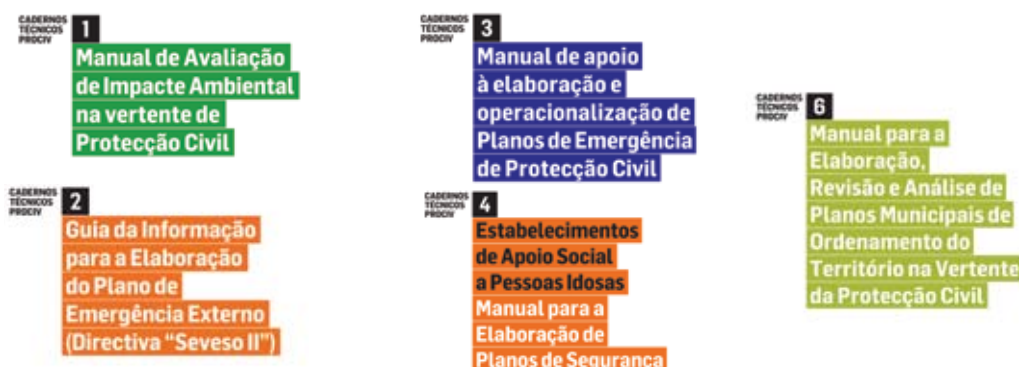 CADERNOS
TÉCNICOS
PROCIV
1
Manual de Avaliação
de Impacte Ambiental
na vertente de
Protecção Civil
CADERNOS
TÉCNICOS
PROCIV
2
Guia da Informação
para a Elaboração
do Plano de
Emergência Externo
(Directiva “Seveso II”)
CADERNOS
TÉCNICOS
PROCIV
3
Manual de apoio
à elaboração e
operacionalização de
Planos de Emergência
de Protecção Civil
CADERNOS
TÉCNICOS
PROCIV
4
Estabelecimentos
de Apoio Social
a Pessoas Idosas
Manual para a
Elaboração de
Planos de Segurança
CADERNOS
TÉCNICOS
PROCIV
6
Manual para a
Elaboração,
Revisão e Análise de
Planos Municipais de
Ordenamento do
Território na Vertente
da Protecção Civil